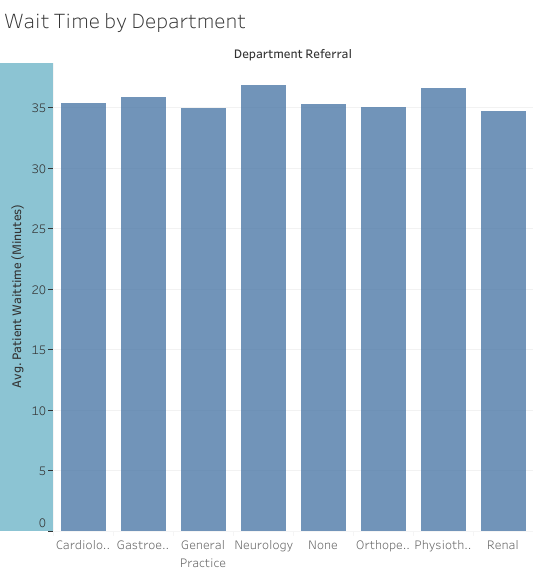 Wait Time by Department
Department Referral
Avg. Patient Waittime (Minutes)
35
30
25
20
15
10
5
0
Cardiolo.. Gastroe.. General Practice Neurology None Orthope.. Physioth.. Renal